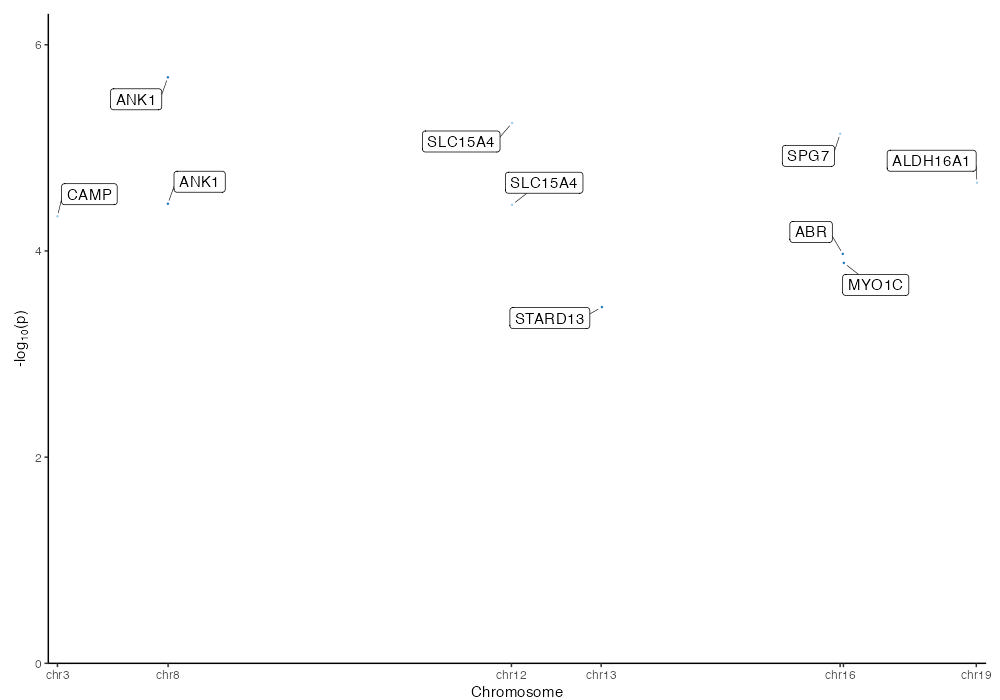 6
ANK1
SLC15A4
SPG7
ALDH16A1
CAMP
ANK1
SLC15A4
4
ABR
MYO1C
STARD13
-log10(p)
2
0
chr3 chr8 chr12 chr13 chr16 chr19
Chromosome